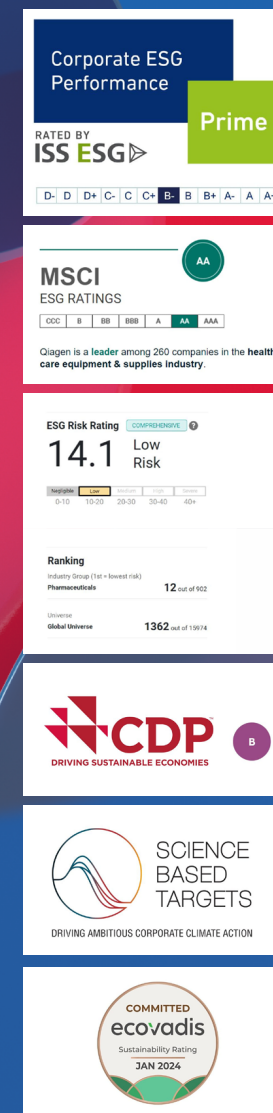 Corporate ESG
Performance
Prime
RATED BY
ISS ESG
D- D D+ C- C C+ B- B B+ A- A A+
AA
MSCI
ESG RATINGS
CCC B BB BBB A AA AAA
Qiagen is a leader among 260 companies in the health
care equipment & supplies industry.
ESG Risk Rating COMPREHENSIVE ?
14.1 Low
Risk
Negligible Low Medium High Severe
0-10 10-20 20-30 30-40 40+
Ranking
Industry Group (1st = lowest risk)
Pharmaceuticals 12 out of 902
Universe
Global Universe 1362 out of 15974
CDP
B
DRIVING SUSTAINABLE ECONOMIES
SCIENCE
BASED
TARGETS
DRIVING AMBITIOUS CORPORATE CLIMATE ACTION
COMMITTED
ecovadis
Sustainability Rating
JAN 2024